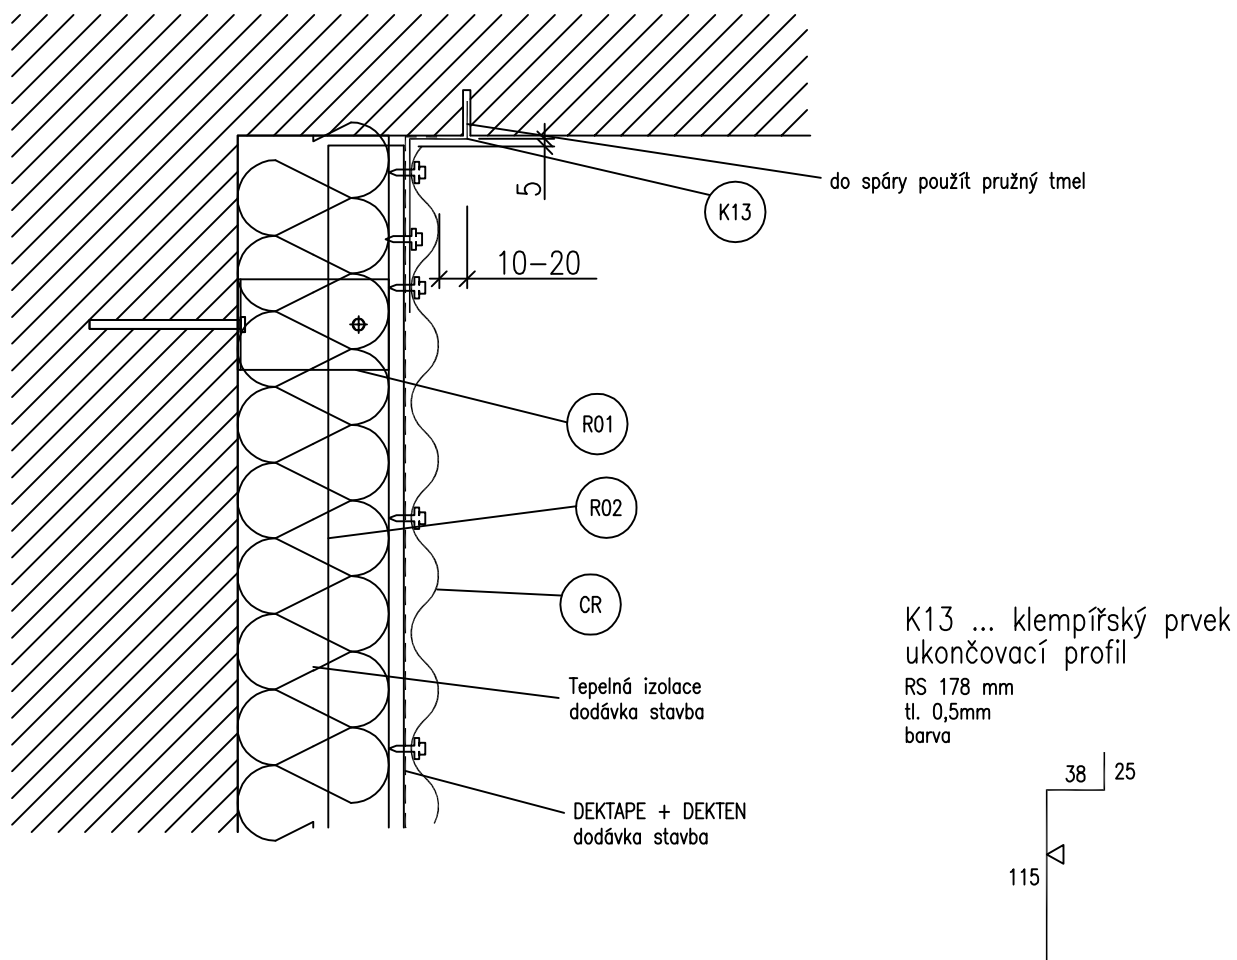 do spáry použít pružný tmel
K13
5
10-20
R01
R02
CR
Tepelná izolace
dodávka stavba
DEKTAPE + DEKTEN
dodávka stavba
K13 ... klempířský prvek
ukončovací profil
RS 178 mm
tl. 0,5mm
barva
38
25
115